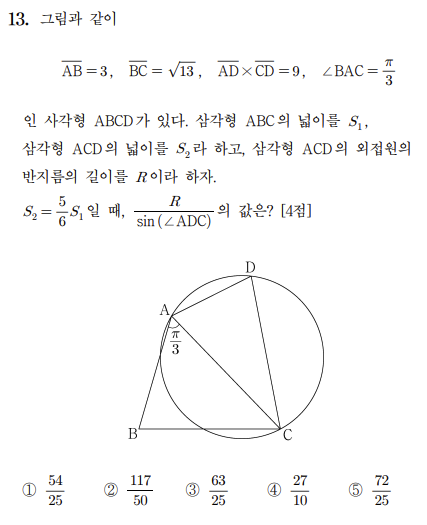 13. 그림과 같이
$\overline{AB}=3$, $\overline{BC}=\sqrt{13}$, $\overline{AD}\times\overline{CD}=9$, $\angle BAC=\frac{\pi}{3}$
인 사각형 ABCD가 있다. 삼각형 ABC의 넓이를 $S_1$,
삼각형 ACD의 넓이를 $S_2$라 하고, 삼각형 ACD의 외접원의
반지름의 길이를 $R$이라 하자.
$S_2=\frac{5}{6}S_1$일 때, $\frac{R}{\sin(\angle ADC)}$의 값은? [4점]
D
A
$\frac{\pi}{3}$
B
C
① $\frac{54}{25}$ ② $\frac{117}{50}$ ③ $\frac{63}{25}$ ④ $\frac{27}{10}$ ⑤ $\frac{72}{25}$